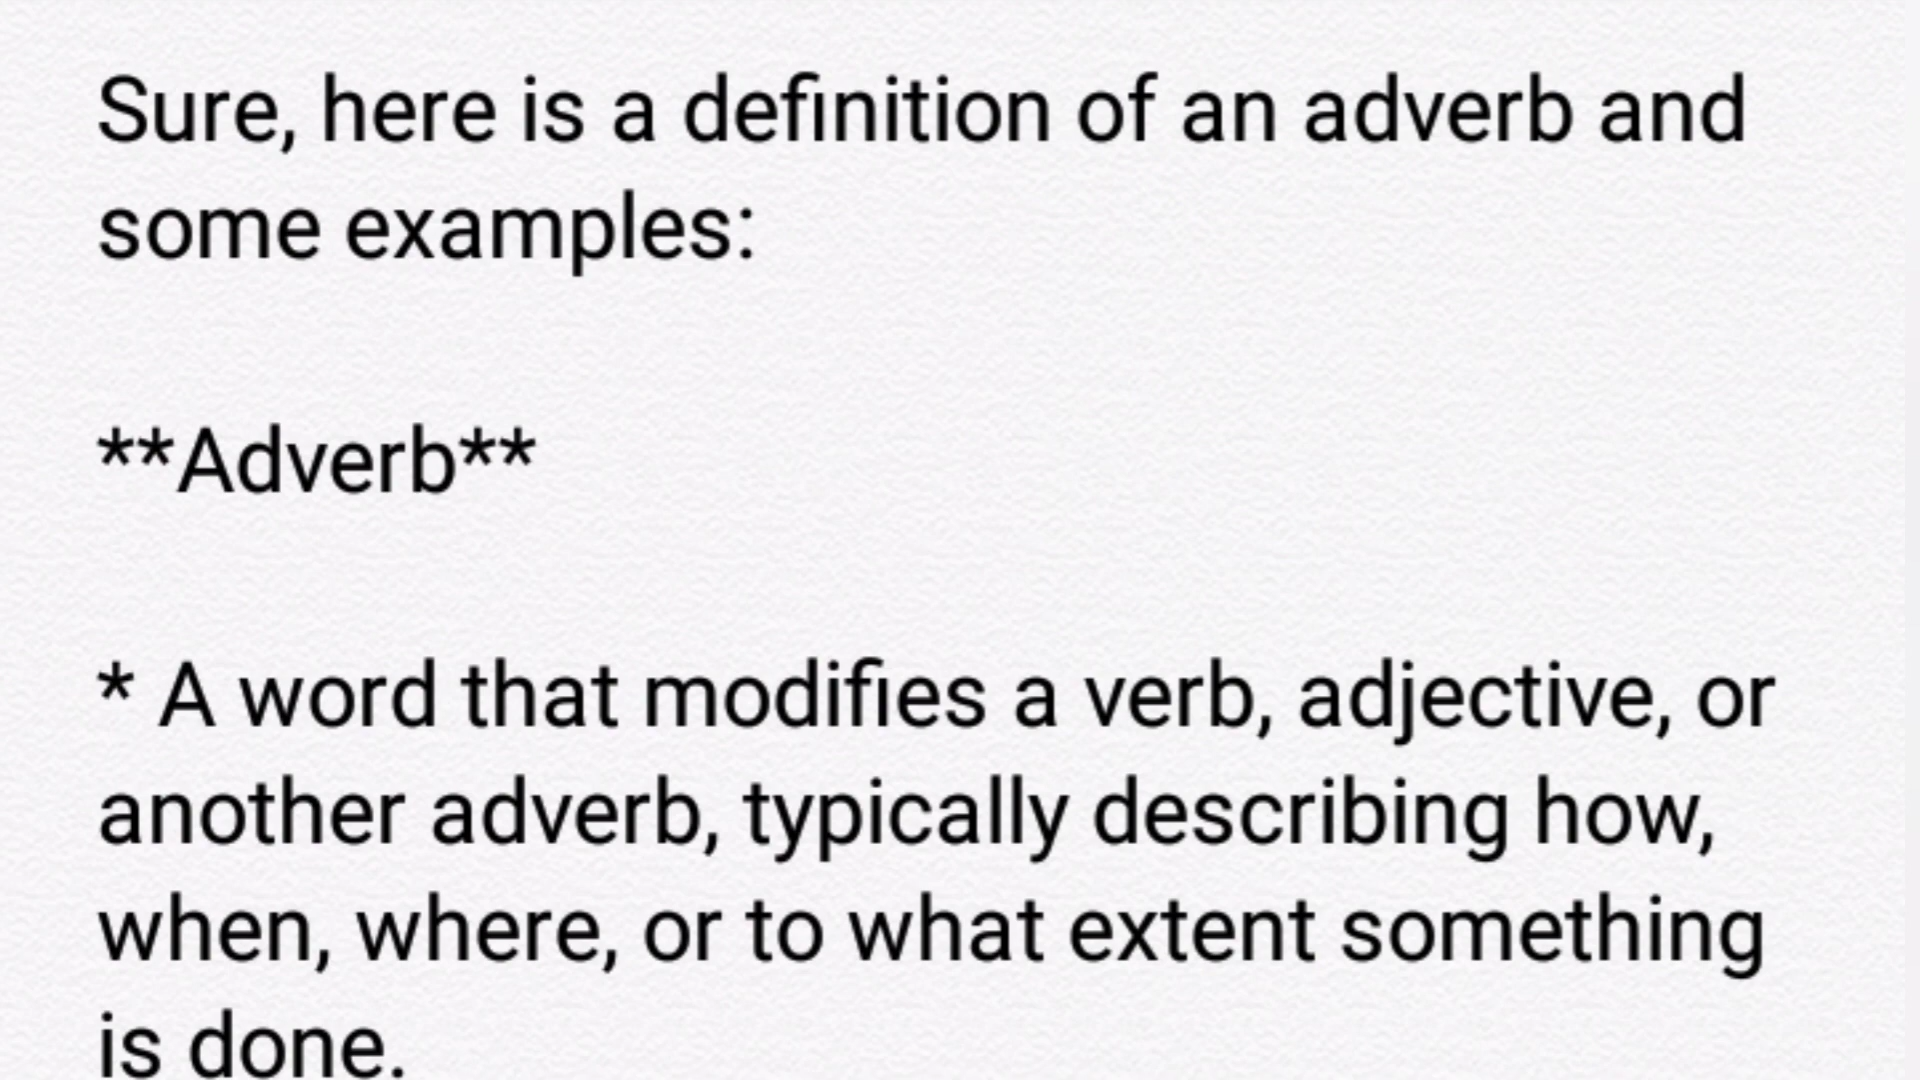 Sure, here is a definition of an adverb and
some examples:
**Adverb**
* A word that modifies a verb, adjective, or
another adverb, typically describing how,
when, where, or to what extent something
is done.